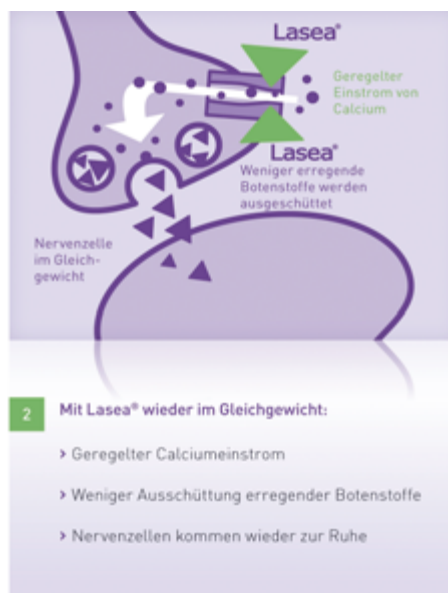 Lasea®
Geregelter
Einstrom von
Calcium
Lasea®
Weniger erregende
Botenstoffe werden
ausgeschüttet
Nervenzelle
im Gleich-
gewicht
2
Mit Lasea® wieder im Gleichgewicht:
› Geregelter Calciumeinstrom
› Weniger Ausschüttung erregender Botenstoffe
› Nervenzellen kommen wieder zur Ruhe